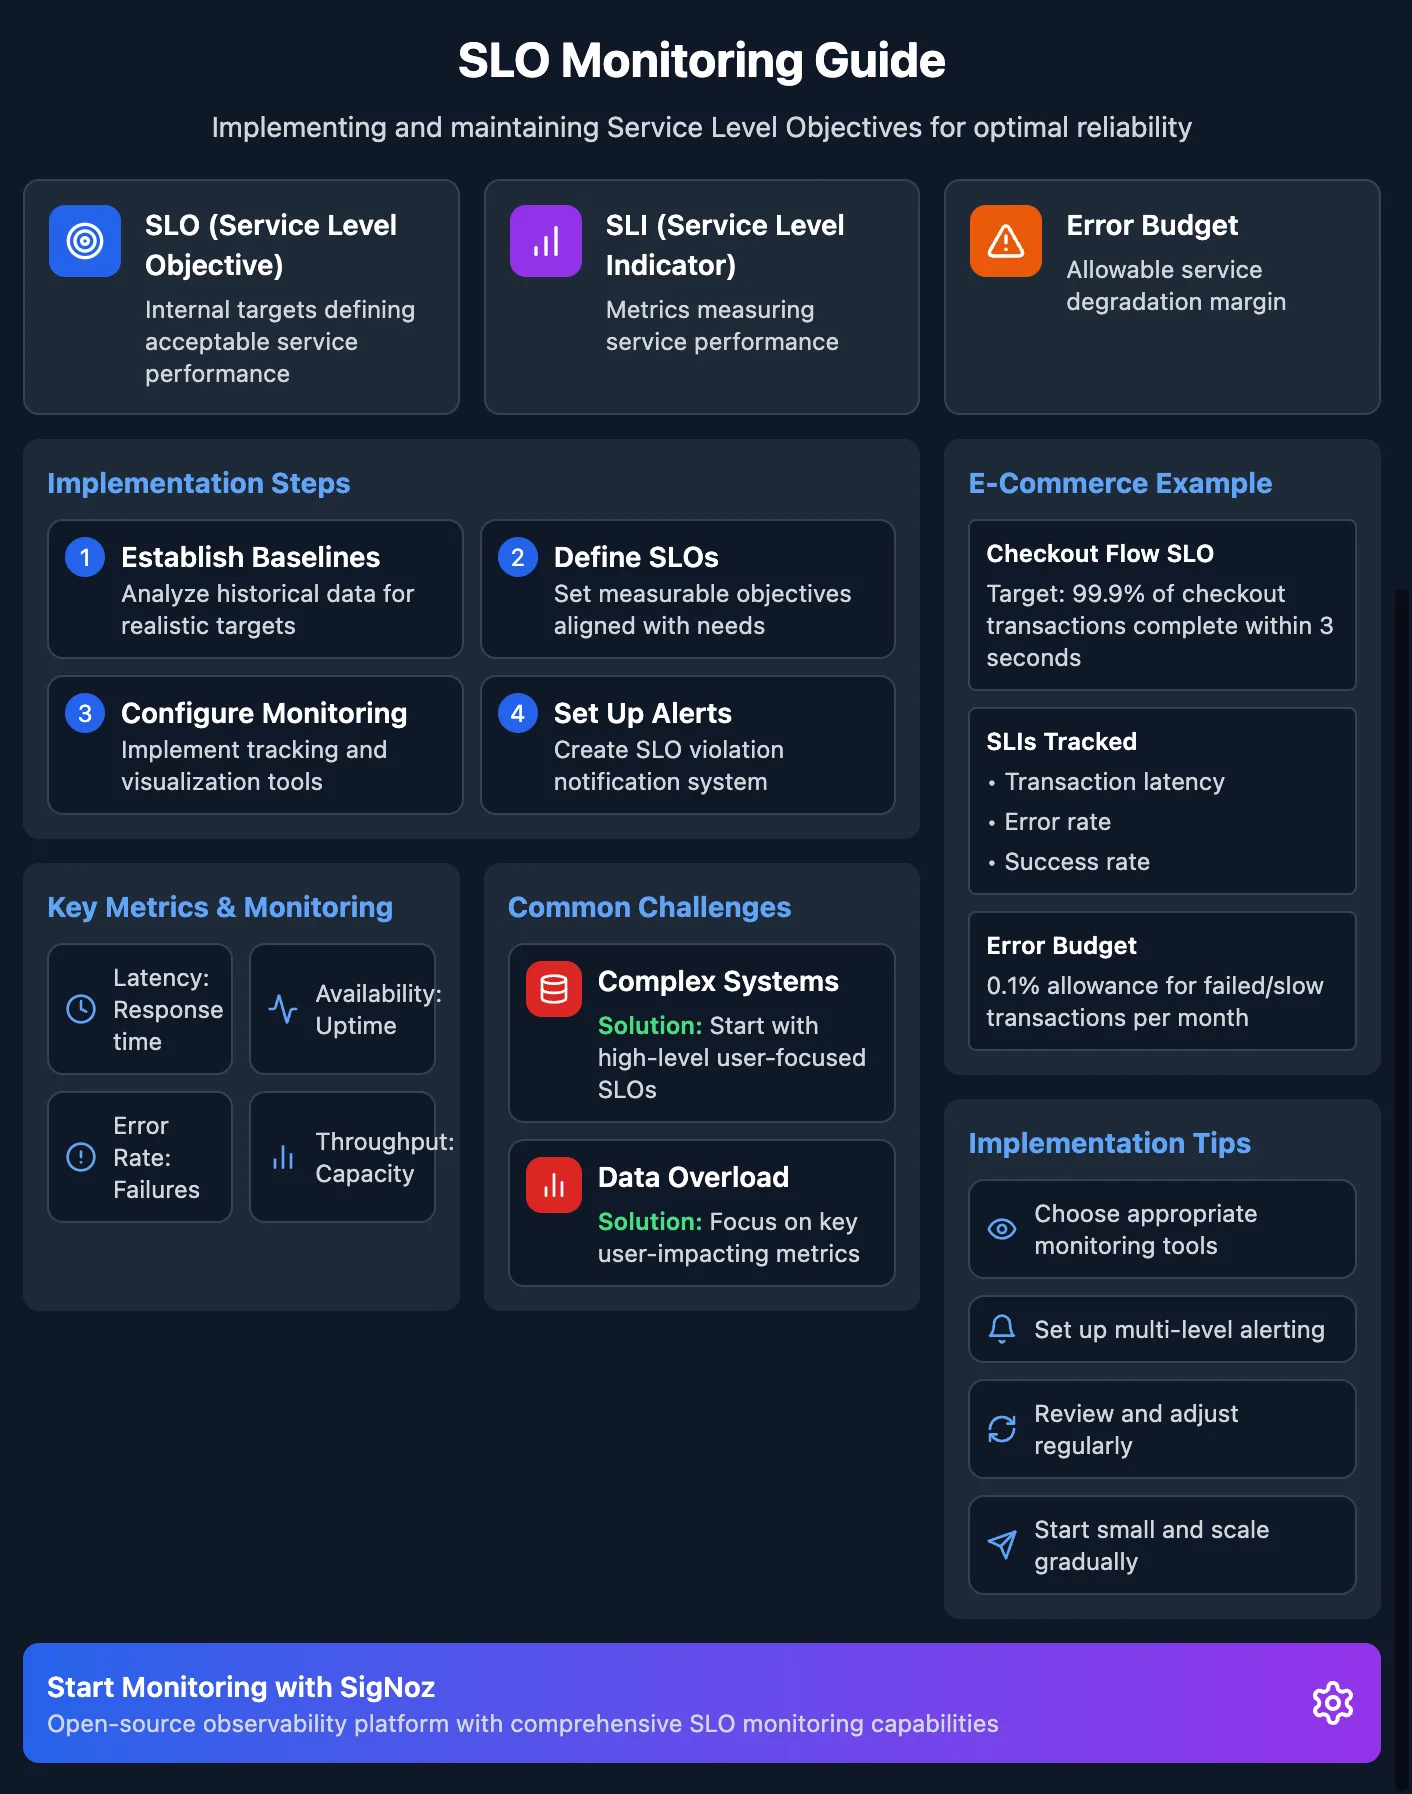 SLO Monitoring Guide
Implementing and maintaining Service Level Objectives for optimal reliability
SLO (Service Level
Objective)
Internal targets defining
acceptable service
performance
SLI (Service Level
Indicator)
Metrics measuring
service performance
Error Budget
Allowable service
degradation margin
Implementation Steps
1
Establish Baselines
Analyze historical data for
realistic targets
2
Define SLOs
Set measurable objectives
aligned with needs
3
Configure Monitoring
Implement tracking and
visualization tools
4
Set Up Alerts
Create SLO violation
notification system
E-Commerce Example
Checkout Flow SLO
Target: 99.9% of checkout
transactions complete within 3
seconds
SLIs Tracked
• Transaction latency
• Error rate
• Success rate
Error Budget
0.1% allowance for failed/slow
transactions per month
Key Metrics & Monitoring
Latency:
Response
time
Availability:
Uptime
Error
Rate:
Failures
Throughput:
Capacity
Common Challenges
Complex Systems
Solution: Start with
high-level user-focused
SLOs
Data Overload
Solution: Focus on key
user-impacting metrics
Implementation Tips
Choose appropriate
monitoring tools
Set up multi-level alerting
Review and adjust
regularly
Start small and scale
gradually
Start Monitoring with SigNoz
Open-source observability platform with comprehensive SLO monitoring capabilities